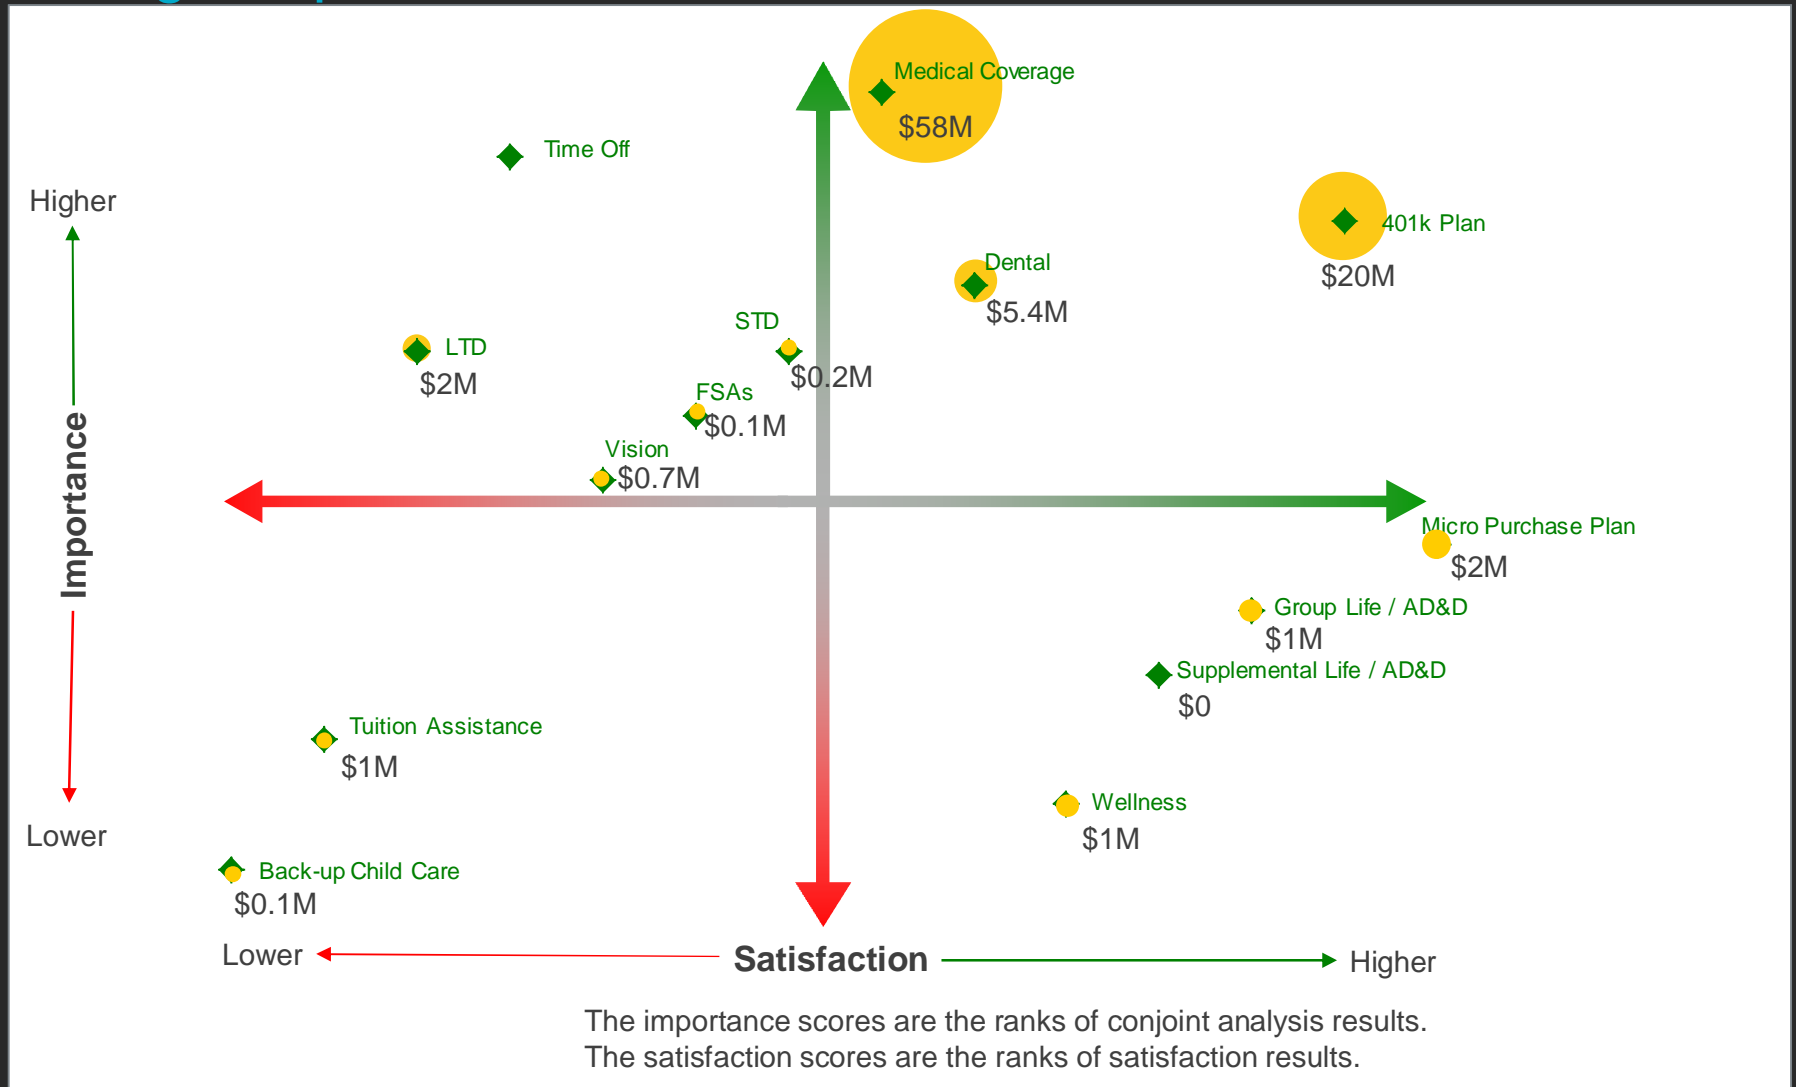 Medical Coverage
$58M
Time Off
Higher
401k Plan
$20M
Dental
$5.4M
STD
$0.2M
LTD
$2M
FSAs
$0.1M
Vision
$0.7M
Importance
Micro Purchase Plan
$2M
Group Life / AD&D
$1M
Supplemental Life / AD&D
$0
Tuition Assistance
$1M
Wellness
$1M
Lower
Back-up Child Care
$0.1M
Lower
Satisfaction
Higher
The importance scores are the ranks of conjoint analysis results.
The satisfaction scores are the ranks of satisfaction results.